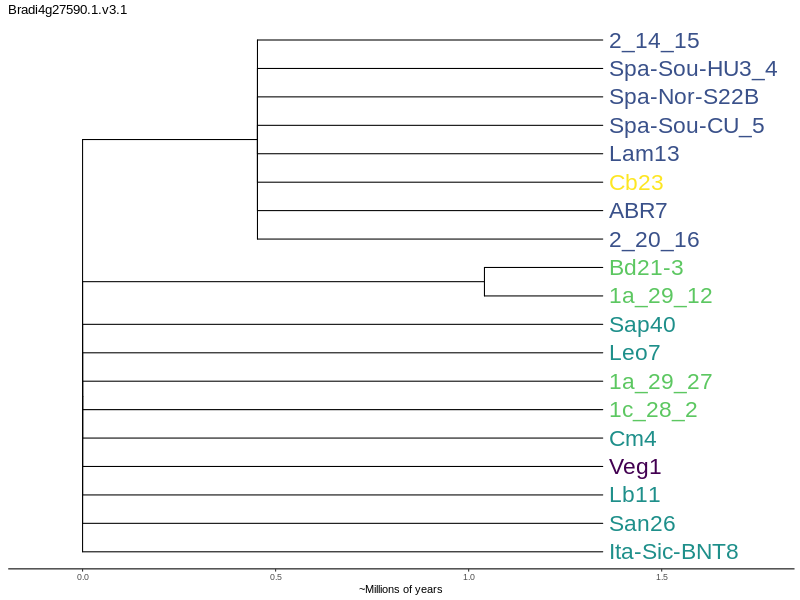 Bradi4g27590.1.v3.1
2_14_15
Spa-Sou-HU3_4
Spa-Nor-S22B
Spa-Sou-CU_5
Lam13
Cb23
ABR7
2_20_16
Bd21-3
1a_29_12
Sap40
Leo7
1a_29_27
1c_28_2
Cm4
Veg1
Lb11
San26
Ita-Sic-BNT8
0.0 0.5 1.0 1.5
~Millions of years